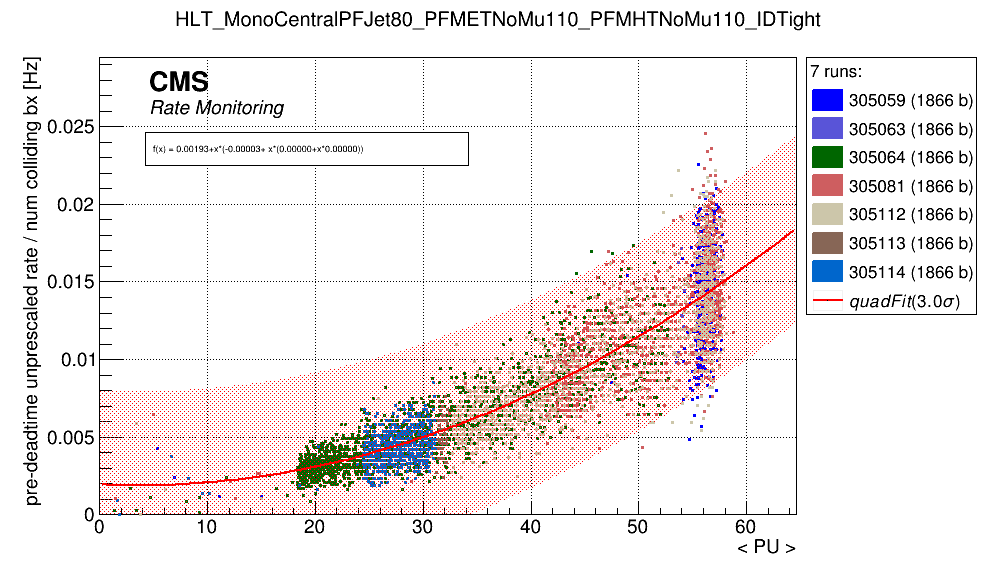 HLT_MonoCentralPFJet80_PFMETNoMu110_PFMHTNoMu110_IDTight
pre-deadtime unprescaled rate / num colliding bx [Hz]
CMS
Rate Monitoring
f(x) = 0.00193+x*(-0.00003+ x*(0.00000+x*0.00000))
0.025
0.02
0.015
0.01
0.005
0
0 10 20 30 40 50 60
< PU >
7 runs:
305059 (1866 b)
305063 (1866 b)
305064 (1866 b)
305081 (1866 b)
305112 (1866 b)
305113 (1866 b)
305114 (1866 b)
quadFit(3.0σ)